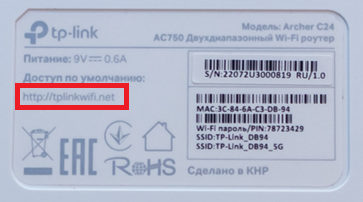 tp-link
Модель: Archer C24
AC750 Двухдиапазонный Wi-Fi роутер
Питание: 9V⎓0.6A
Доступ по умолчанию:
http://tplinkwifi.net
S/N:22072U3000819 RU/1.0
MAC:3C-84-6A-C3-DB-94
Wi-Fi пароль/PIN:78723429
SSID:TP-Link_DB94
SSID:TP-Link_DB94_5G
EAC
RoHS
Сделано в КНР